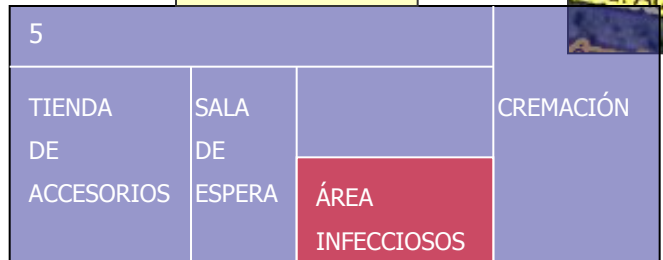 5
TIENDA
DE
ACCESORIOS
SALA
DE
ESPERA
ÁREA
INFECCIOSOS
CREMACIÓN